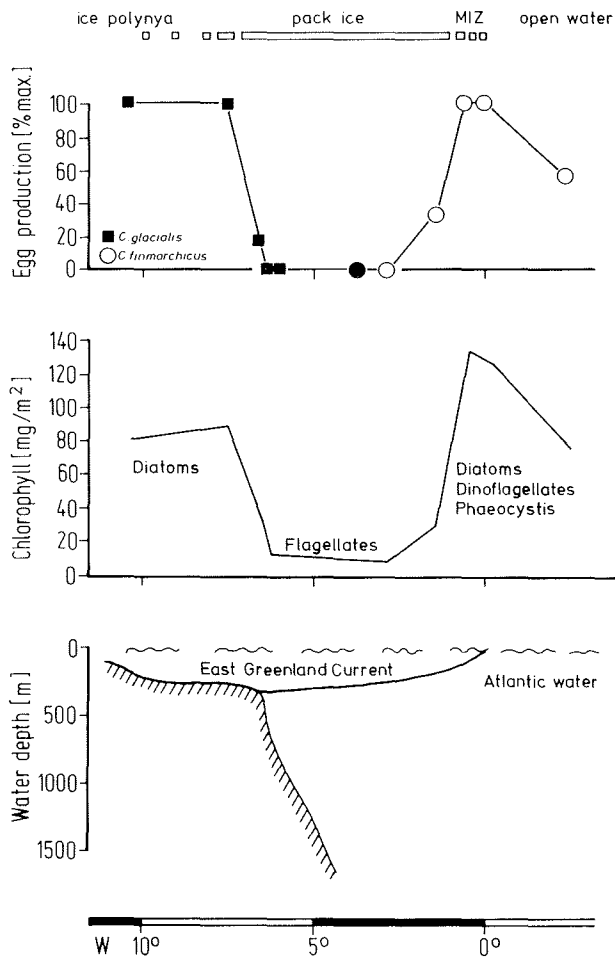 ice polynya pack ice MIZ open water
Egg production [% max.]
100
80
60
40
20
0
C. glacialis
C. finmarchicus
Chlorophyll [mg/m²]
140
120
100
80
60
40
20
0
Diatoms
Flagellates
Diatoms
Dinoflagellates
Phaeocystis
Water depth [m]
0
500
1000
1500
East Greenland Current
Atlantic water
W 10° 5° 0°